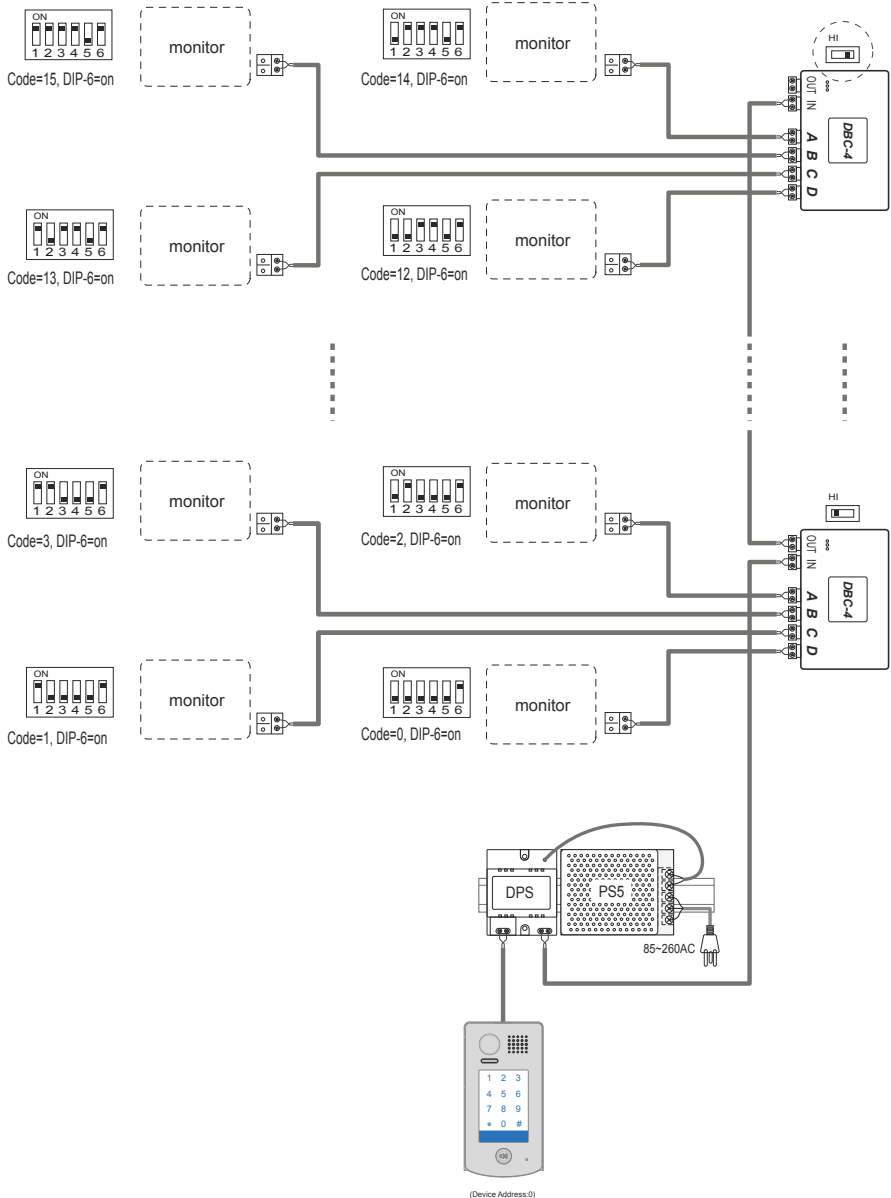 ON
1 2 3 4 5 6
Code=15, DIP-6=on
monitor
ON
1 2 3 4 5 6
Code=14, DIP-6=on
monitor
HI
OUT IN
A B C D
DBC-4
ON
1 2 3 4 5 6
Code=13, DIP-6=on
monitor
ON
1 2 3 4 5 6
Code=12, DIP-6=on
monitor
ON
1 2 3 4 5 6
Code=3, DIP-6=on
monitor
ON
1 2 3 4 5 6
Code=2, DIP-6=on
monitor
HI
OUT IN
A B C D
DBC-4
ON
1 2 3 4 5 6
Code=1, DIP-6=on
monitor
ON
1 2 3 4 5 6
Code=0, DIP-6=on
monitor
DPS
PS5
85~260AC
1 2 3
4 5 6
7 8 9
* 0 #
(Device Address:0)